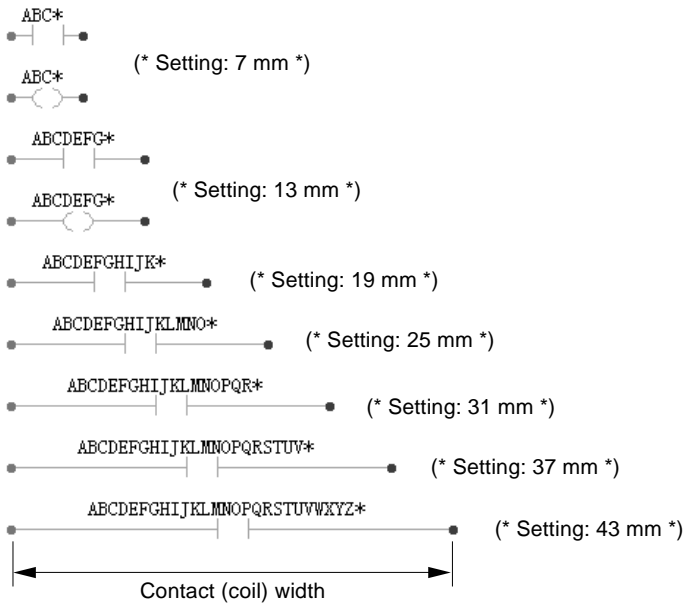 ABC*
(* Setting: 7 mm *)
ABC*
ABCDEFG*
(* Setting: 13 mm *)
ABCDEFG*
ABCDEFGHIJK*
(* Setting: 19 mm *)
ABCDEFGHIJKLMNO*
(* Setting: 25 mm *)
ABCDEFGHIJKLMNOPQR*
(* Setting: 31 mm *)
ABCDEFGHIJKLMNOPQRSTUV*
(* Setting: 37 mm *)
ABCDEFGHIJKLMNOPQRSTUVWXYZ*
(* Setting: 43 mm *)
Contact (coil) width